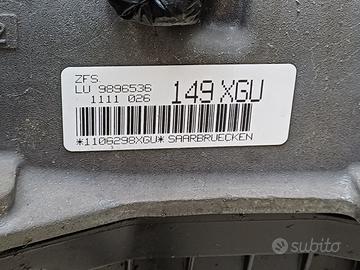 ZFS.
LU 9896536
1111 026
149 XGU
*1106298XGU* SAARBRUECKEN
subito